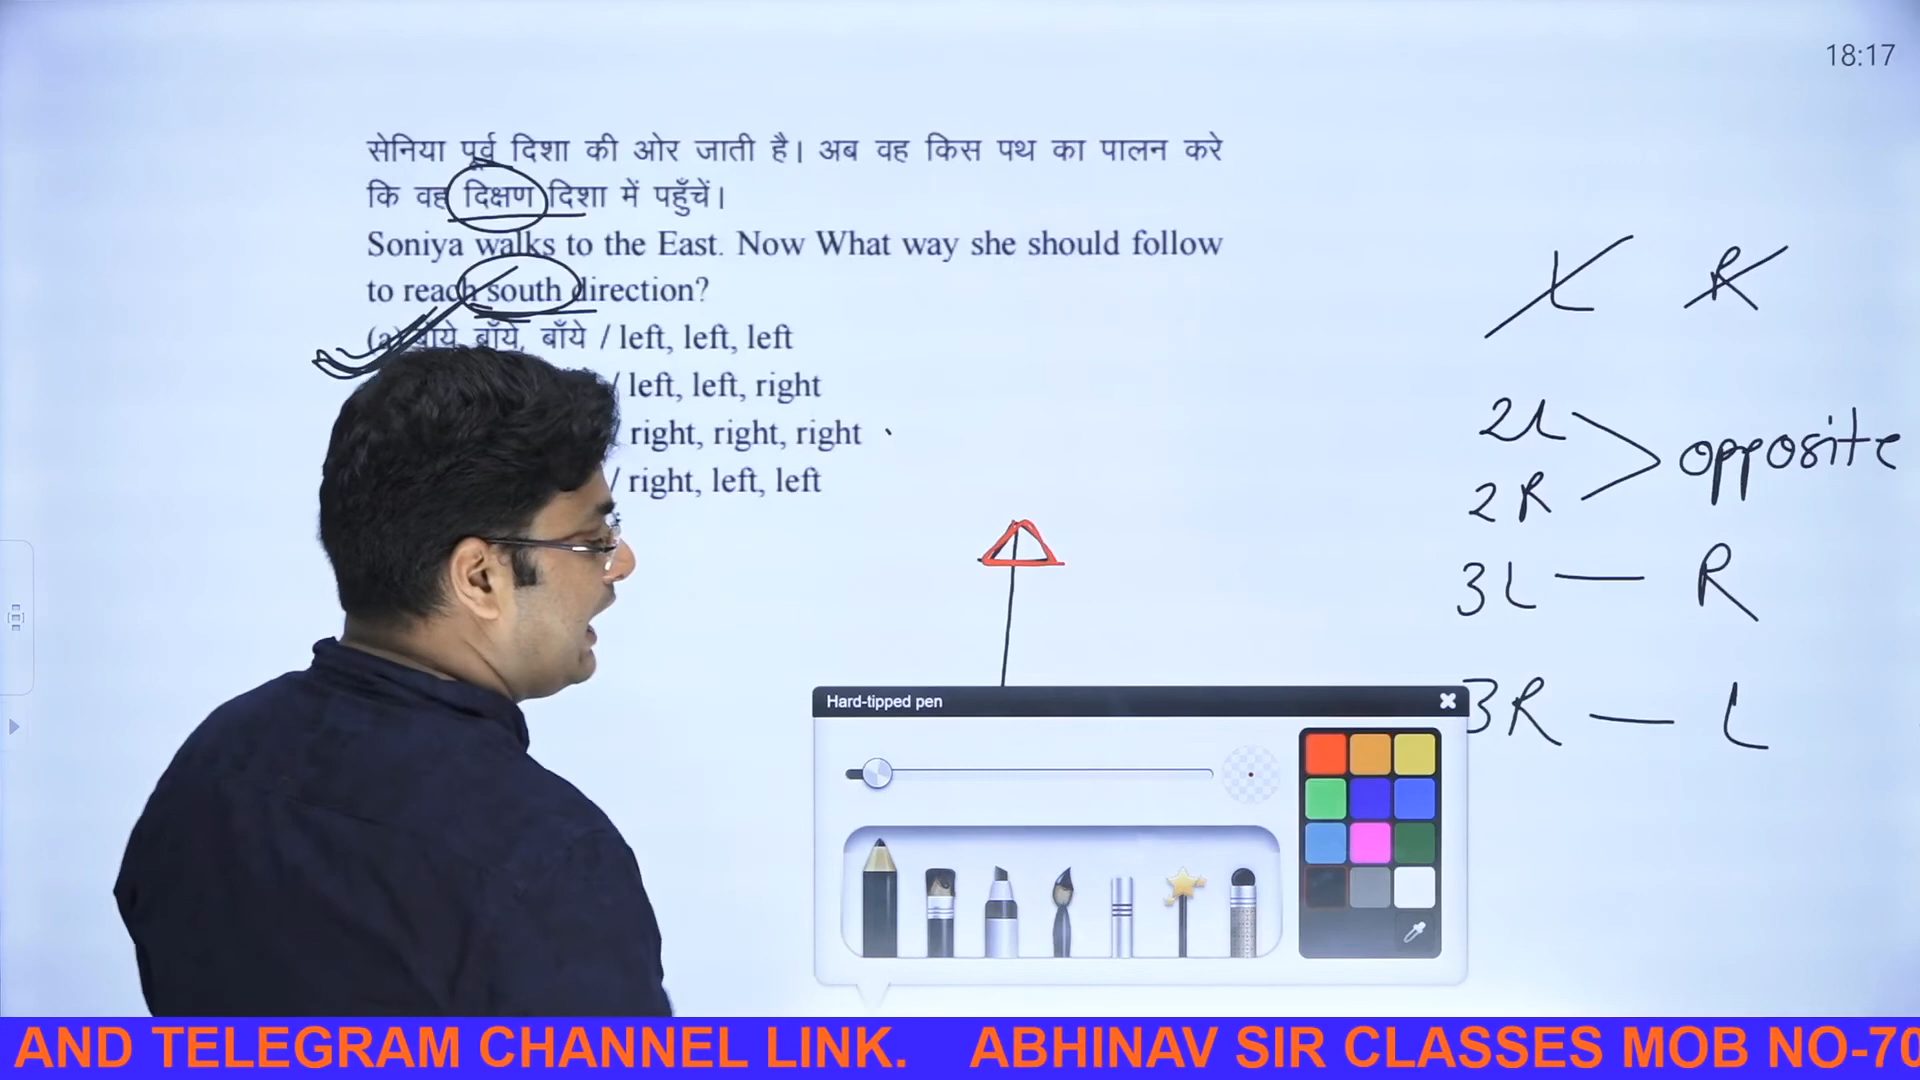 18:17
सेनिया पूर्व दिशा की ओर जाती है। अब वह किस पथ का पालन करे
कि वह दिक्षण दिशा में पहुँचें।
Soniya walks to the East. Now What way she should follow
to reach south direction?
(a) बाँये, बाँये, बाँये / left, left, left
/ left, left, right
/ right, right, right
/ right, left, left
L R
2L
2R
opposite
3L — R
3R — L
Hard-tipped pen
AND TELEGRAM CHANNEL LINK. ABHINAV SIR CLASSES MOB NO-70